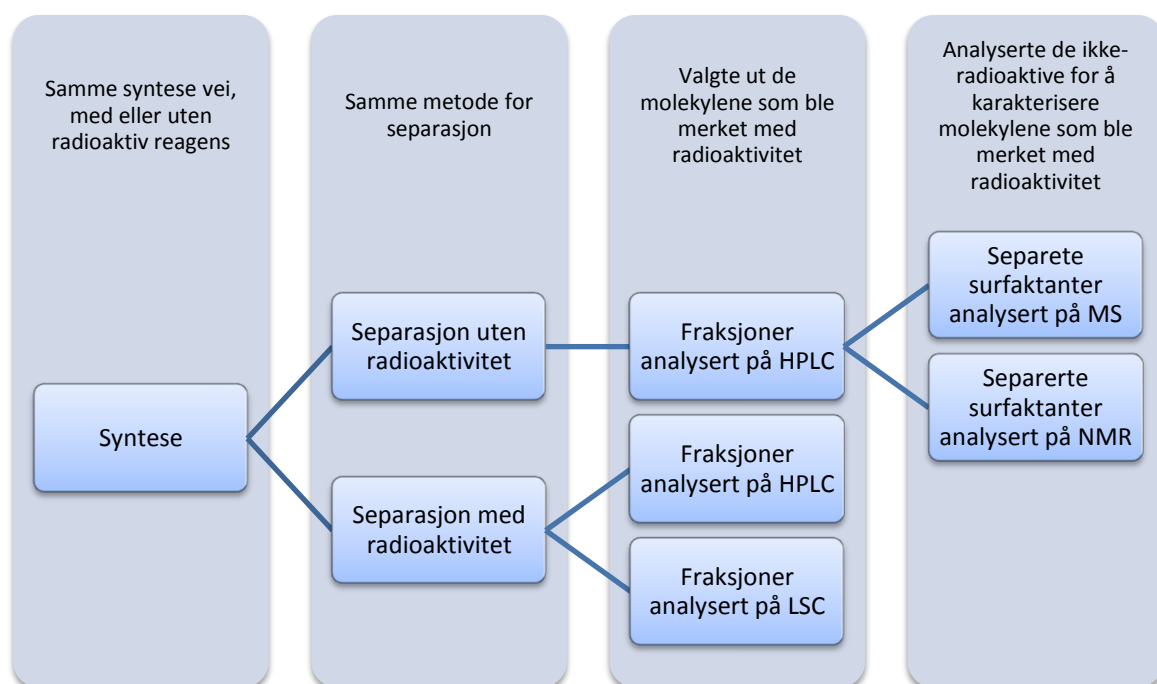 Samme syntese vei,
med eller uten
radioaktiv reagens
Syntese
Samme metode for
separasjon
Separasjon uten
radioaktivitet
Separasjon med
radioaktivitet
Valgte ut de
molekylene som ble
merket med
radioaktivitet
Fraksjoner
analysert på HPLC
Fraksjoner
analysert på HPLC
Fraksjoner
analysert på LSC
Analyserte de ikke-
radioaktive for å
karakterisere
molekylene som ble
merket med
radioaktivitet
Separete
surfaktanter
analysert på MS
Separerte
surfaktanter
analysert på NMR